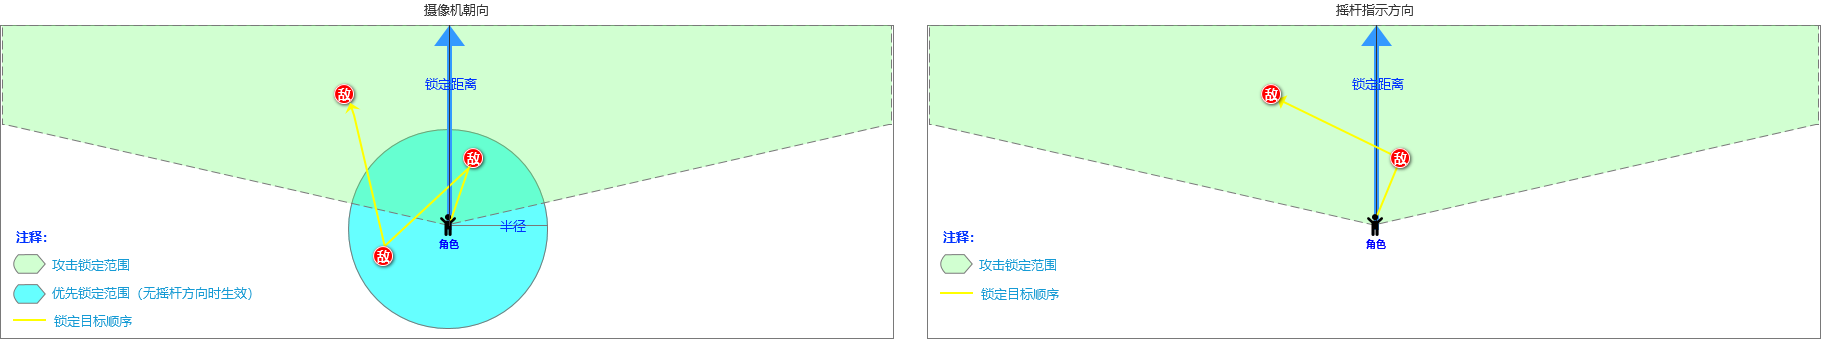 摄像机朝向
锁定距离
敌
敌
半径
角色
敌
注释：
攻击锁定范围
优先锁定范围（无摇杆方向时生效）
锁定目标顺序
摇杆指示方向
锁定距离
敌
敌
角色
注释：
攻击锁定范围
锁定目标顺序